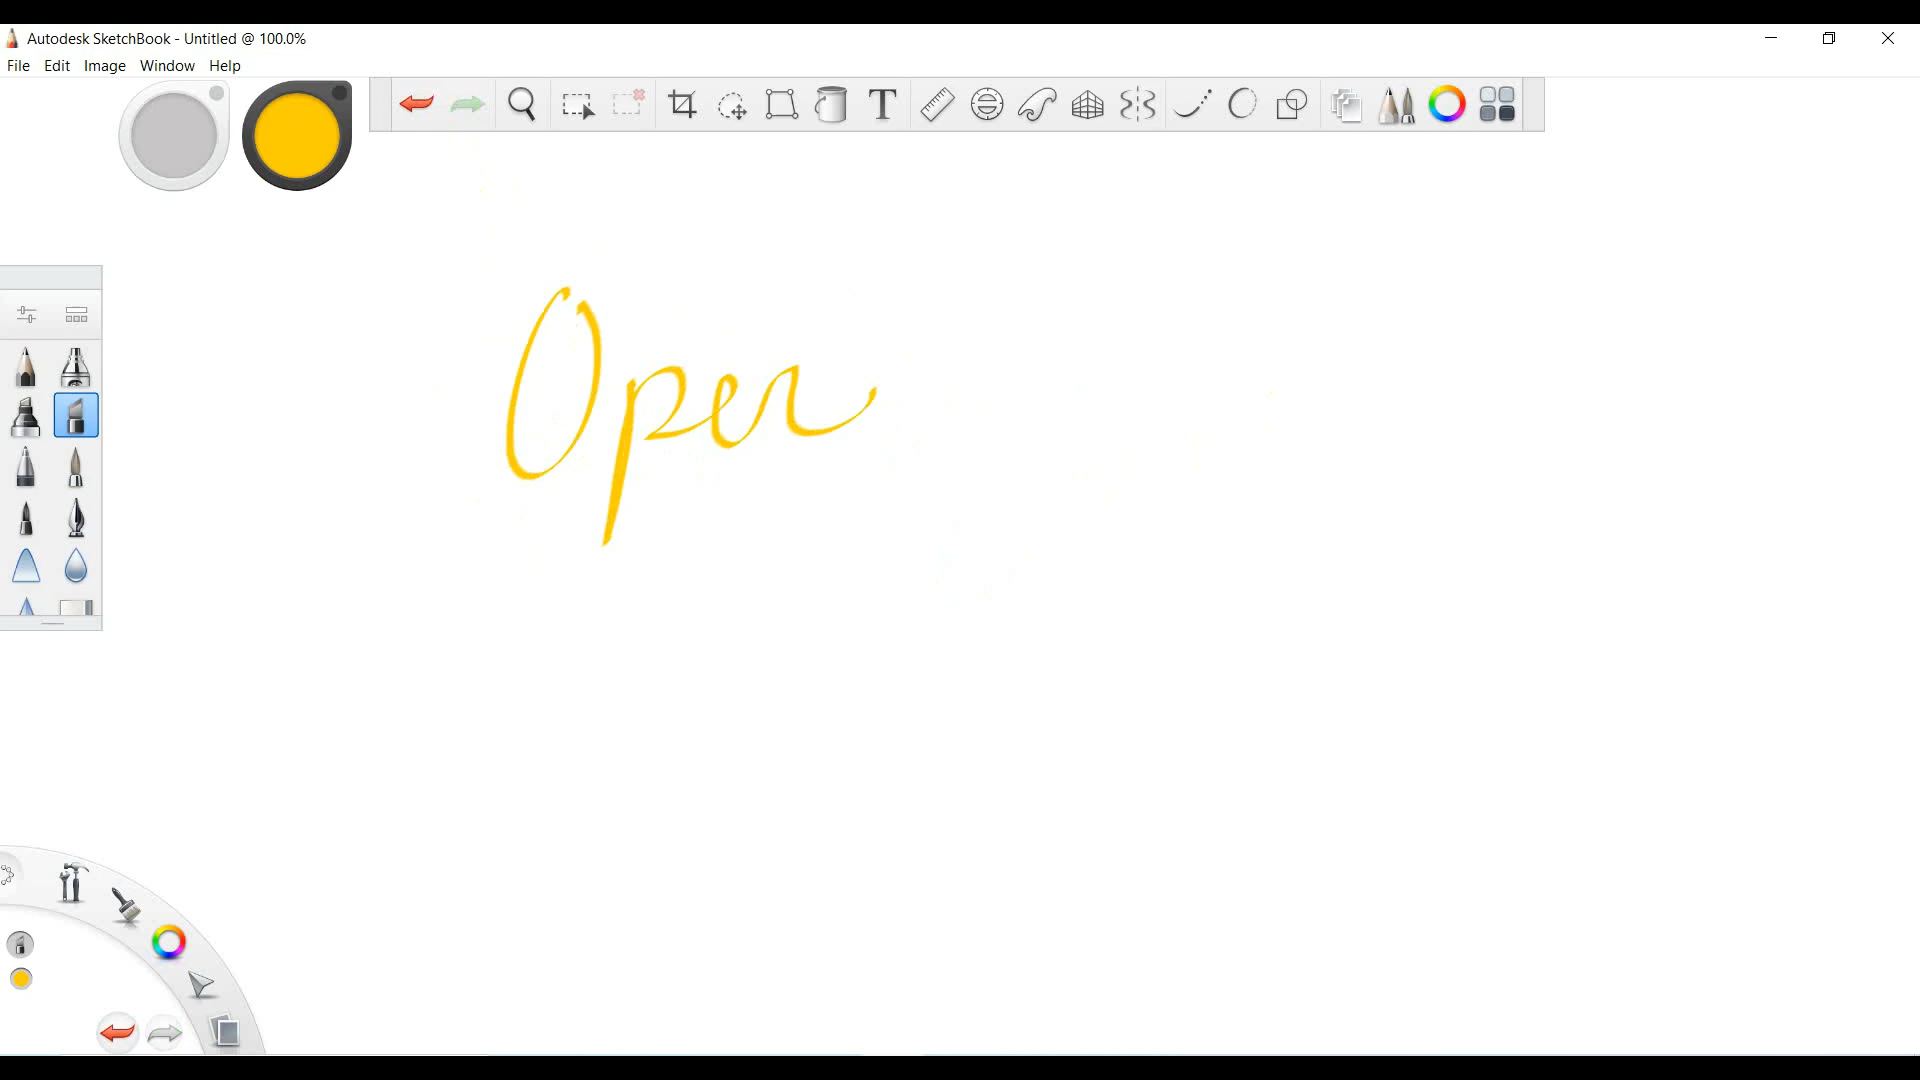 Autodesk SketchBook - Untitled @ 100.0%
File Edit Image Window Help
T
Open